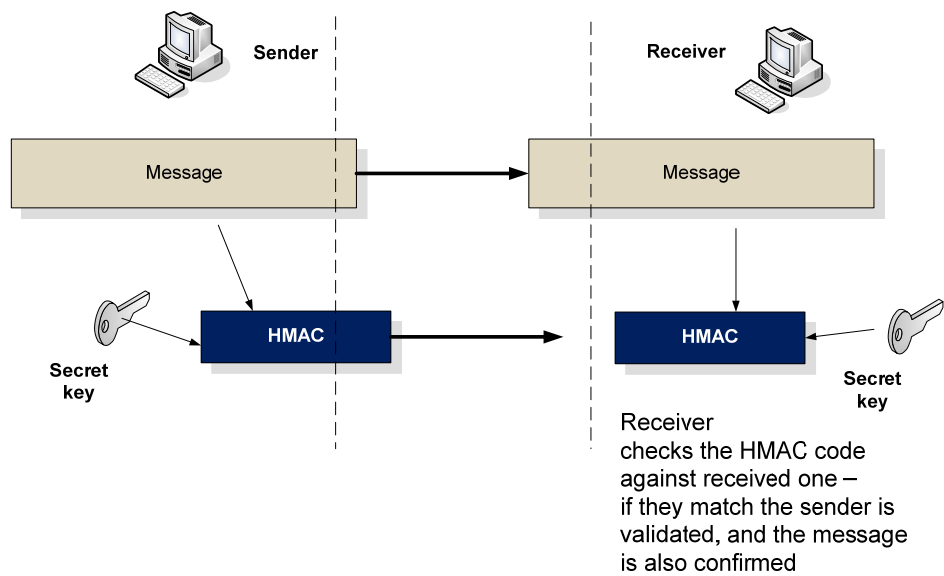 Sender
Receiver
Message
Message
HMAC
HMAC
Secret
key
Secret
key
Receiver
checks the HMAC code
against received one –
if they match the sender is
validated, and the message
is also confirmed